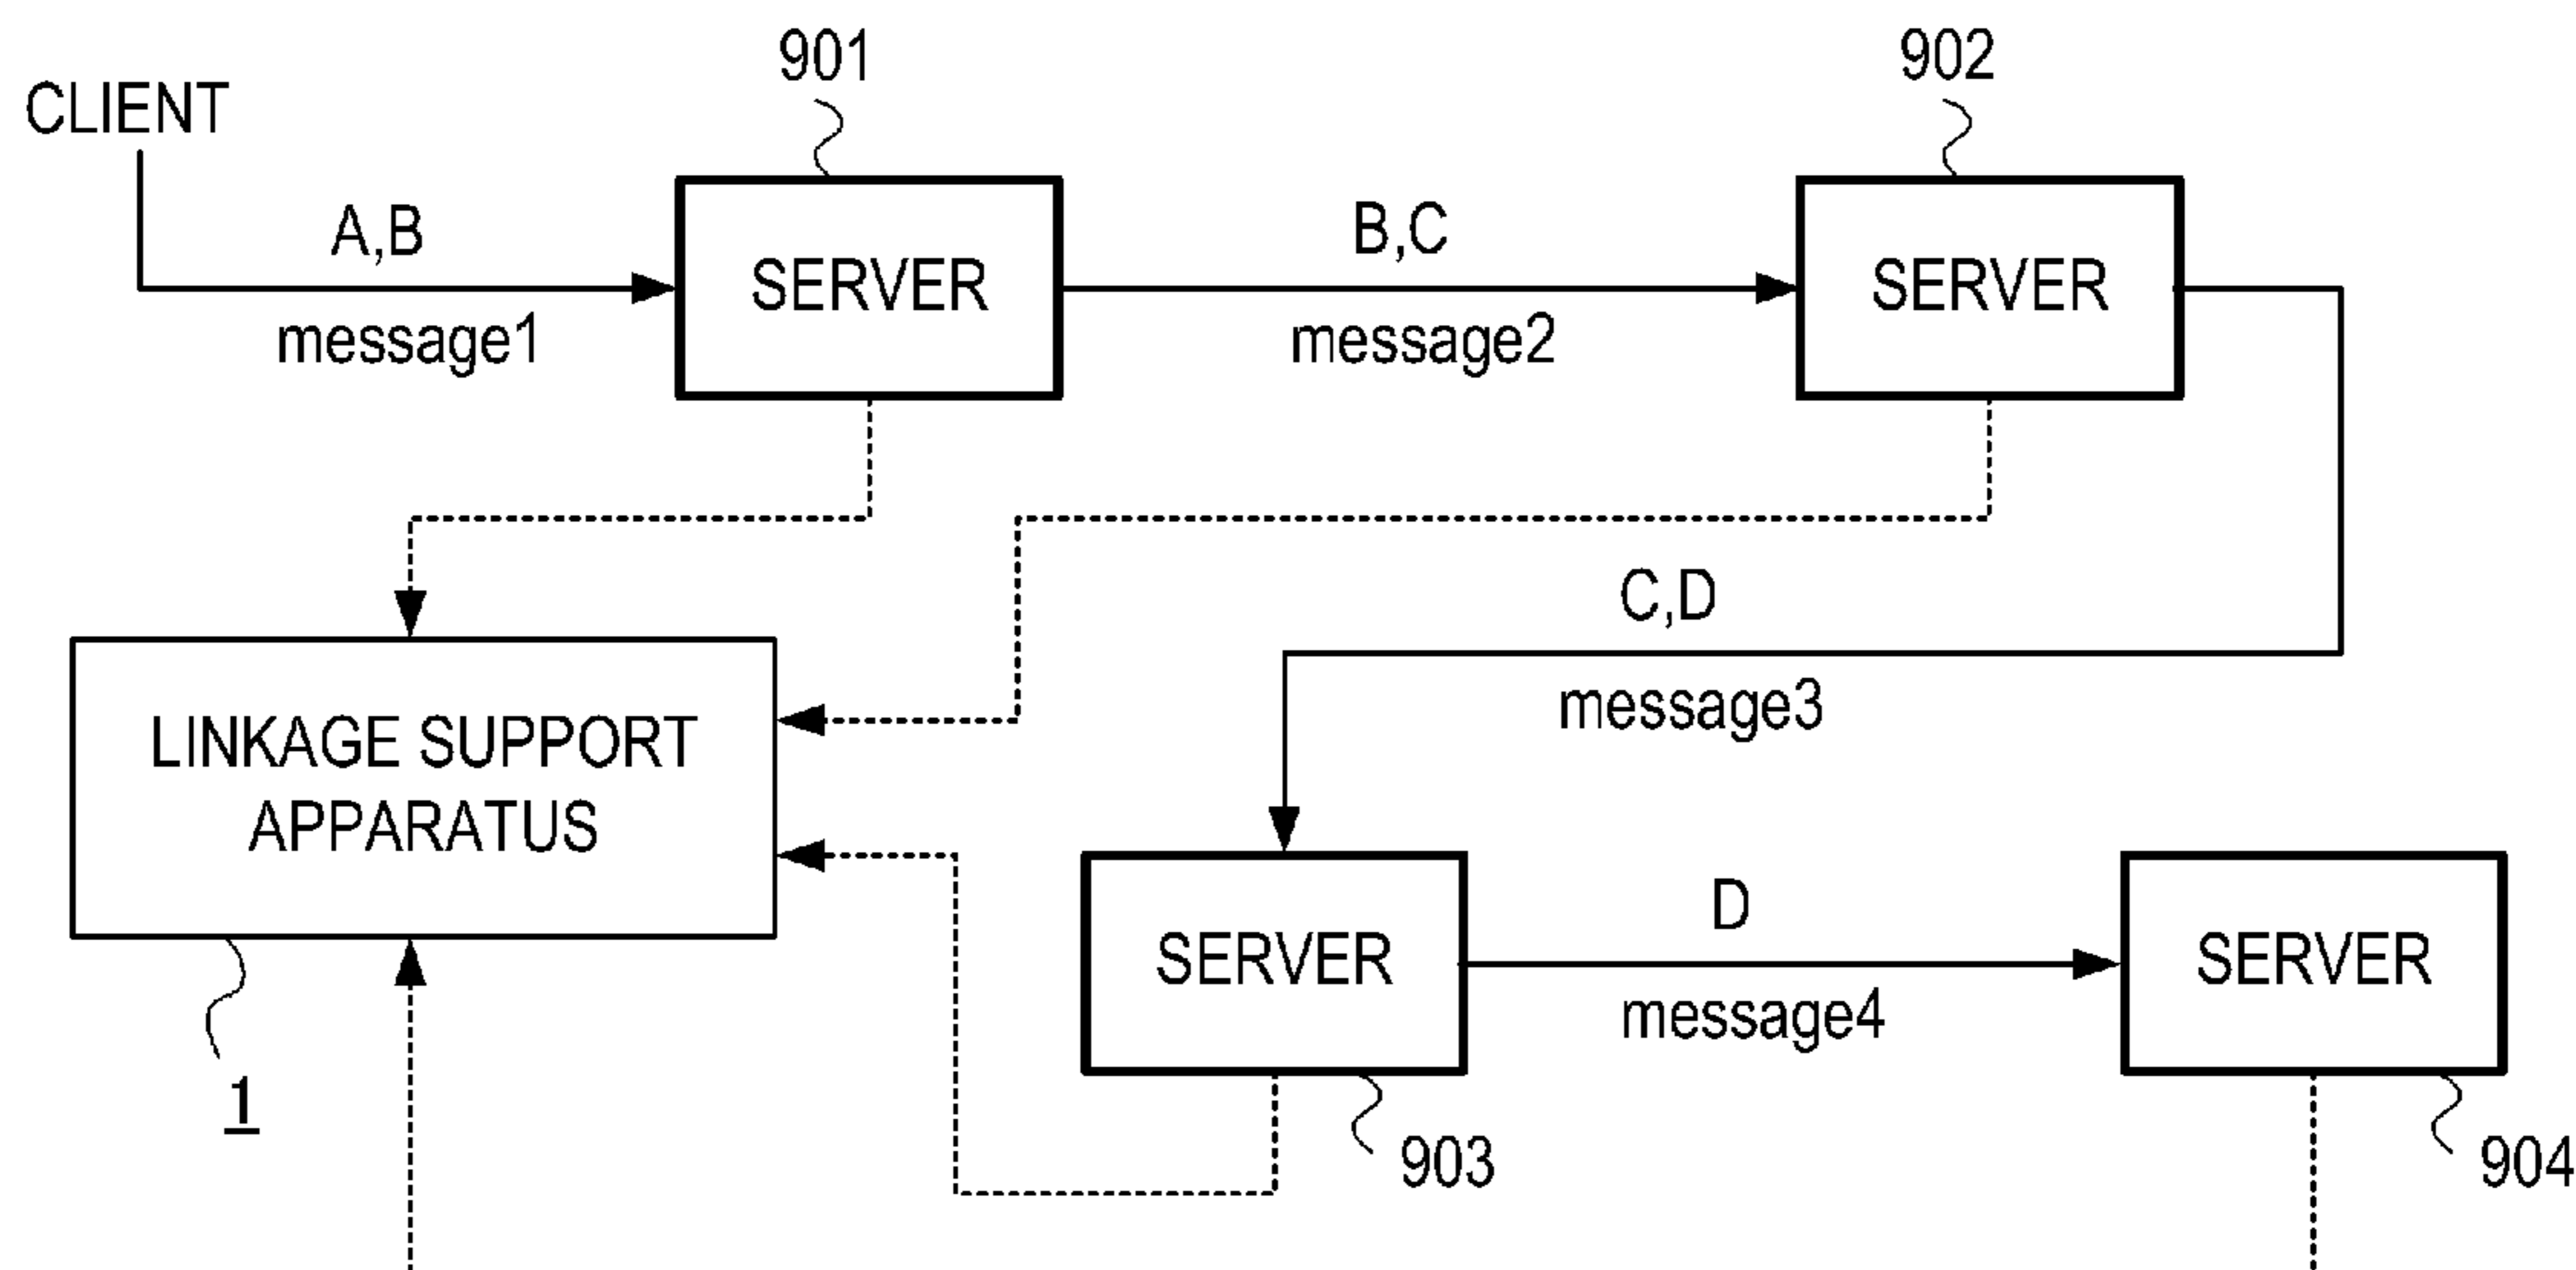 901
902
CLIENT
A,B
B,C
SERVER
SERVER
message1
message2
C,D
message3
LINKAGE SUPPORT
APPARATUS
D
SERVER
SERVER
message4
1
903
904